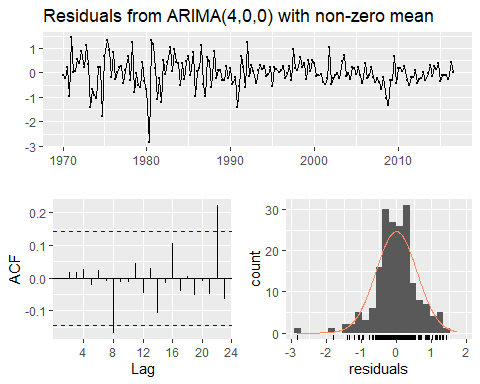 Residuals from ARIMA(4,0,0) with non-zero mean
1
0
-1
-2
-3
1970 1980 1990 2000 2010
ACF
0.2
0.1
0.0
-0.1
4 8 12 16 20 24
Lag
count
30
20
10
0
-3 -2 -1 0 1 2
residuals